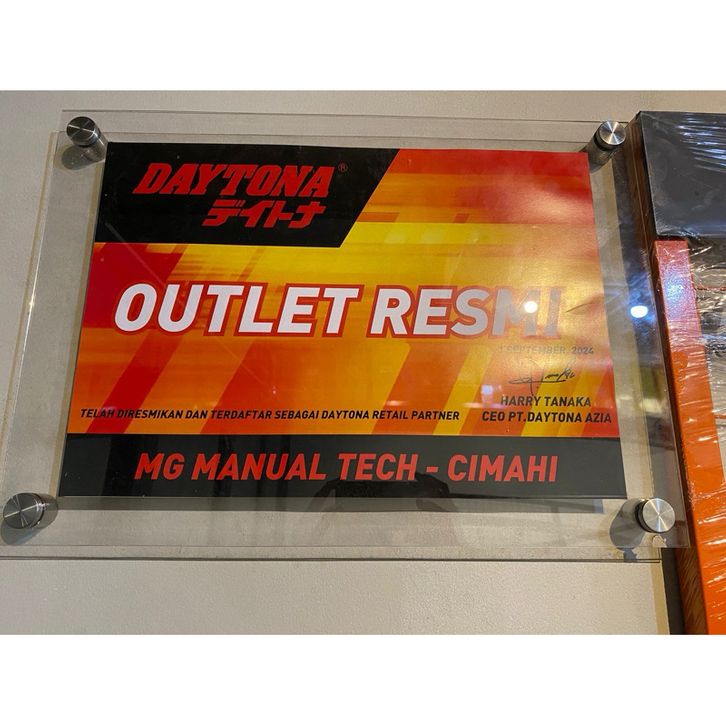 DAYTONA®
デイトナ
OUTLET RESMI
1 SEPTEMBER 2024
HARRY TANAKA
TELAH DIRESMIKAN DAN TERDAFTAR SEBAGAI DAYTONA RETAIL PARTNER
CEO PT.DAYTONA AZIA
MG MANUAL TECH - CIMAHI